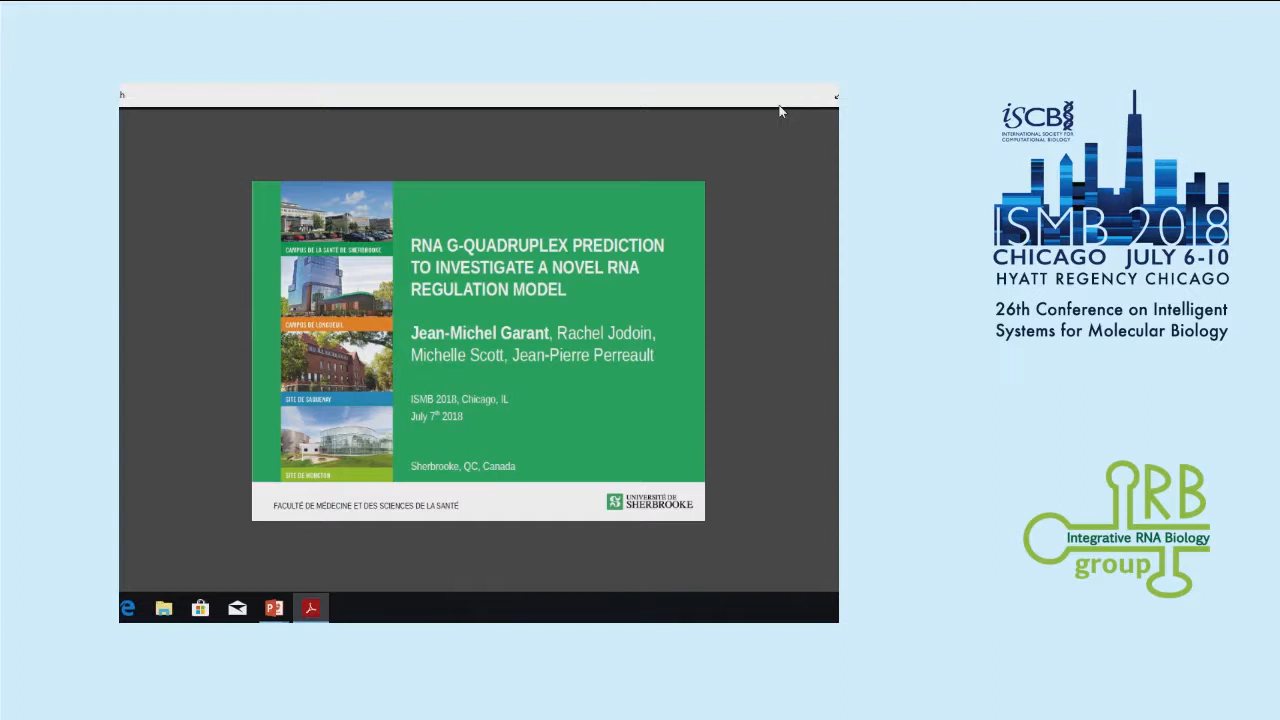 h
CAMPUS DE LA SANTÉ DE SHERBROOKE
CAMPUS DE LONGUEUIL
SITE DE SAGUENAY
SITE DE MONCTON
RNA G-QUADRUPLEX PREDICTION
TO INVESTIGATE A NOVEL RNA
REGULATION MODEL
Jean-Michel Garant, Rachel Jodoin,
Michelle Scott, Jean-Pierre Perreault
ISMB 2018, Chicago, IL
July 7th 2018
Sherbrooke, QC, Canada
FACULTÉ DE MÉDECINE ET DES SCIENCES DE LA SANTÉ
UNIVERSITÉ DE
SHERBROOKE
iSCB
INTERNATIONAL SOCIETY FOR
COMPUTATIONAL BIOLOGY
ISMB 2018
CHICAGO JULY 6-10
HYATT REGENCY CHICAGO
26th Conference on Intelligent
Systems for Molecular Biology
IRB
Integrative RNA Biology
group